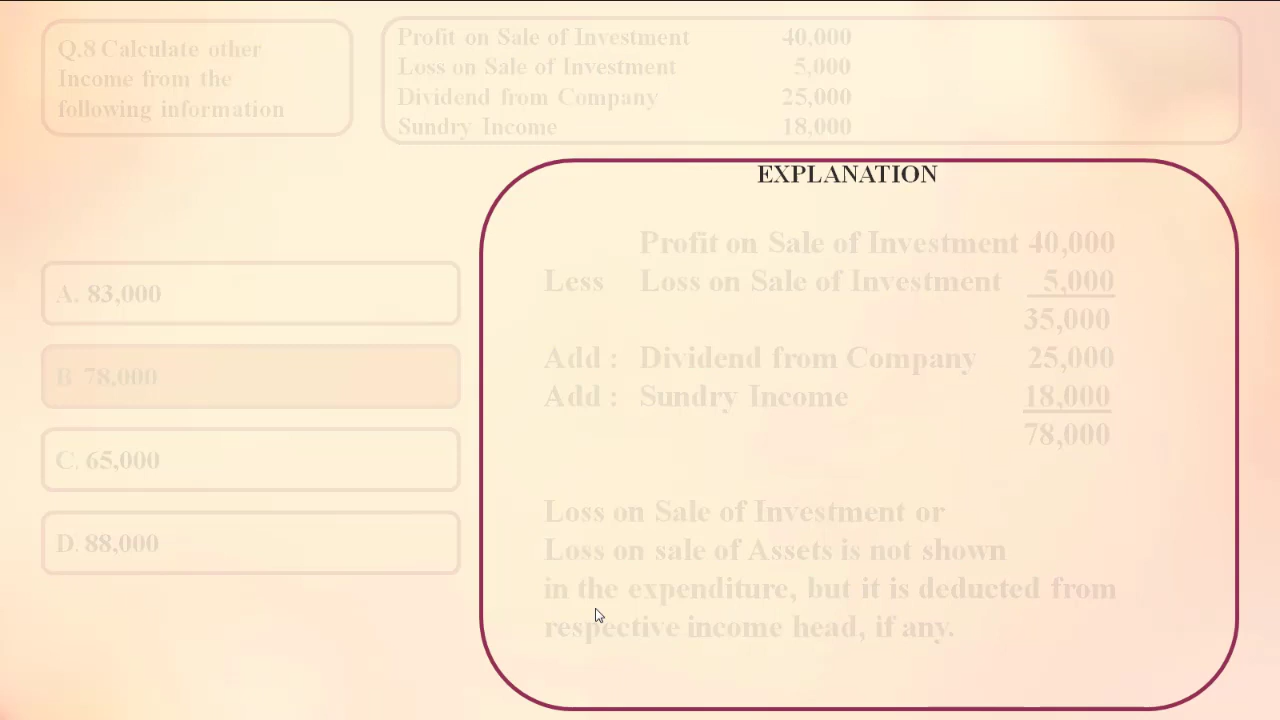 Q.8 Calculate other
Income from the
following information
Profit on Sale of Investment 40,000
Loss on Sale of Investment 5,000
Dividend from Company 25,000
Sundry Income 18,000
A. 83,000
B 78,000
C. 65,000
D. 88,000
EXPLANATION
Profit on Sale of Investment 40,000
Less Loss on Sale of Investment 5,000
35,000
Add : Dividend from Company 25,000
Add : Sundry Income 18,000
78,000
Loss on Sale of Investment or
Loss on sale of Assets is not shown
in the expenditure, but it is deducted from
respective income head, if any.